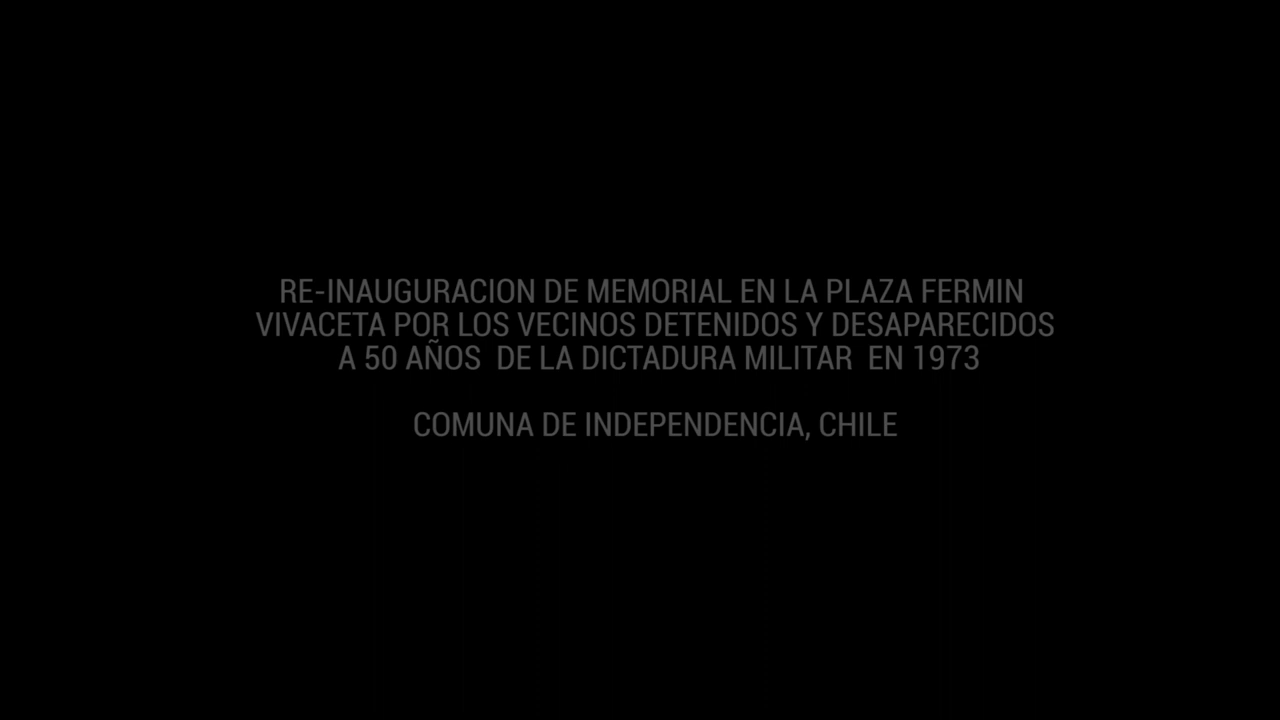 RE-INAUGURACION DE MEMORIAL EN LA PLAZA FERMIN
VIVACETA POR LOS VECINOS DETENIDOS Y DESAPARECIDOS
A 50 AÑOS  DE LA DICTADURA MILITAR  EN 1973
COMUNA DE INDEPENDENCIA, CHILE